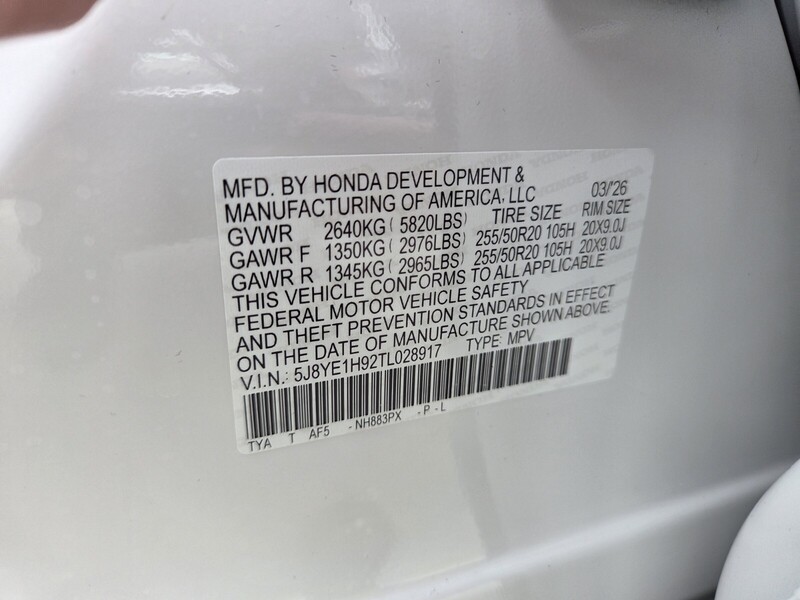 MFD. BY HONDA DEVELOPMENT &
MANUFACTURING OF AMERICA, LLC 03/'26
GVWR 2640KG ( 5820LBS) TIRE SIZE RIM SIZE
GAWR F 1350KG ( 2976LBS) 255/50R20 105H 20X9.0J
GAWR R 1345KG ( 2965LBS) 255/50R20 105H 20X9.0J
THIS VEHICLE CONFORMS TO ALL APPLICABLE
FEDERAL MOTOR VEHICLE SAFETY
AND THEFT PREVENTION STANDARDS IN EFFECT
ON THE DATE OF MANUFACTURE SHOWN ABOVE.
V.I.N.: 5J8YE1H92TL028917 TYPE: MPV
TYA T AF5 -NH883PX -P-L